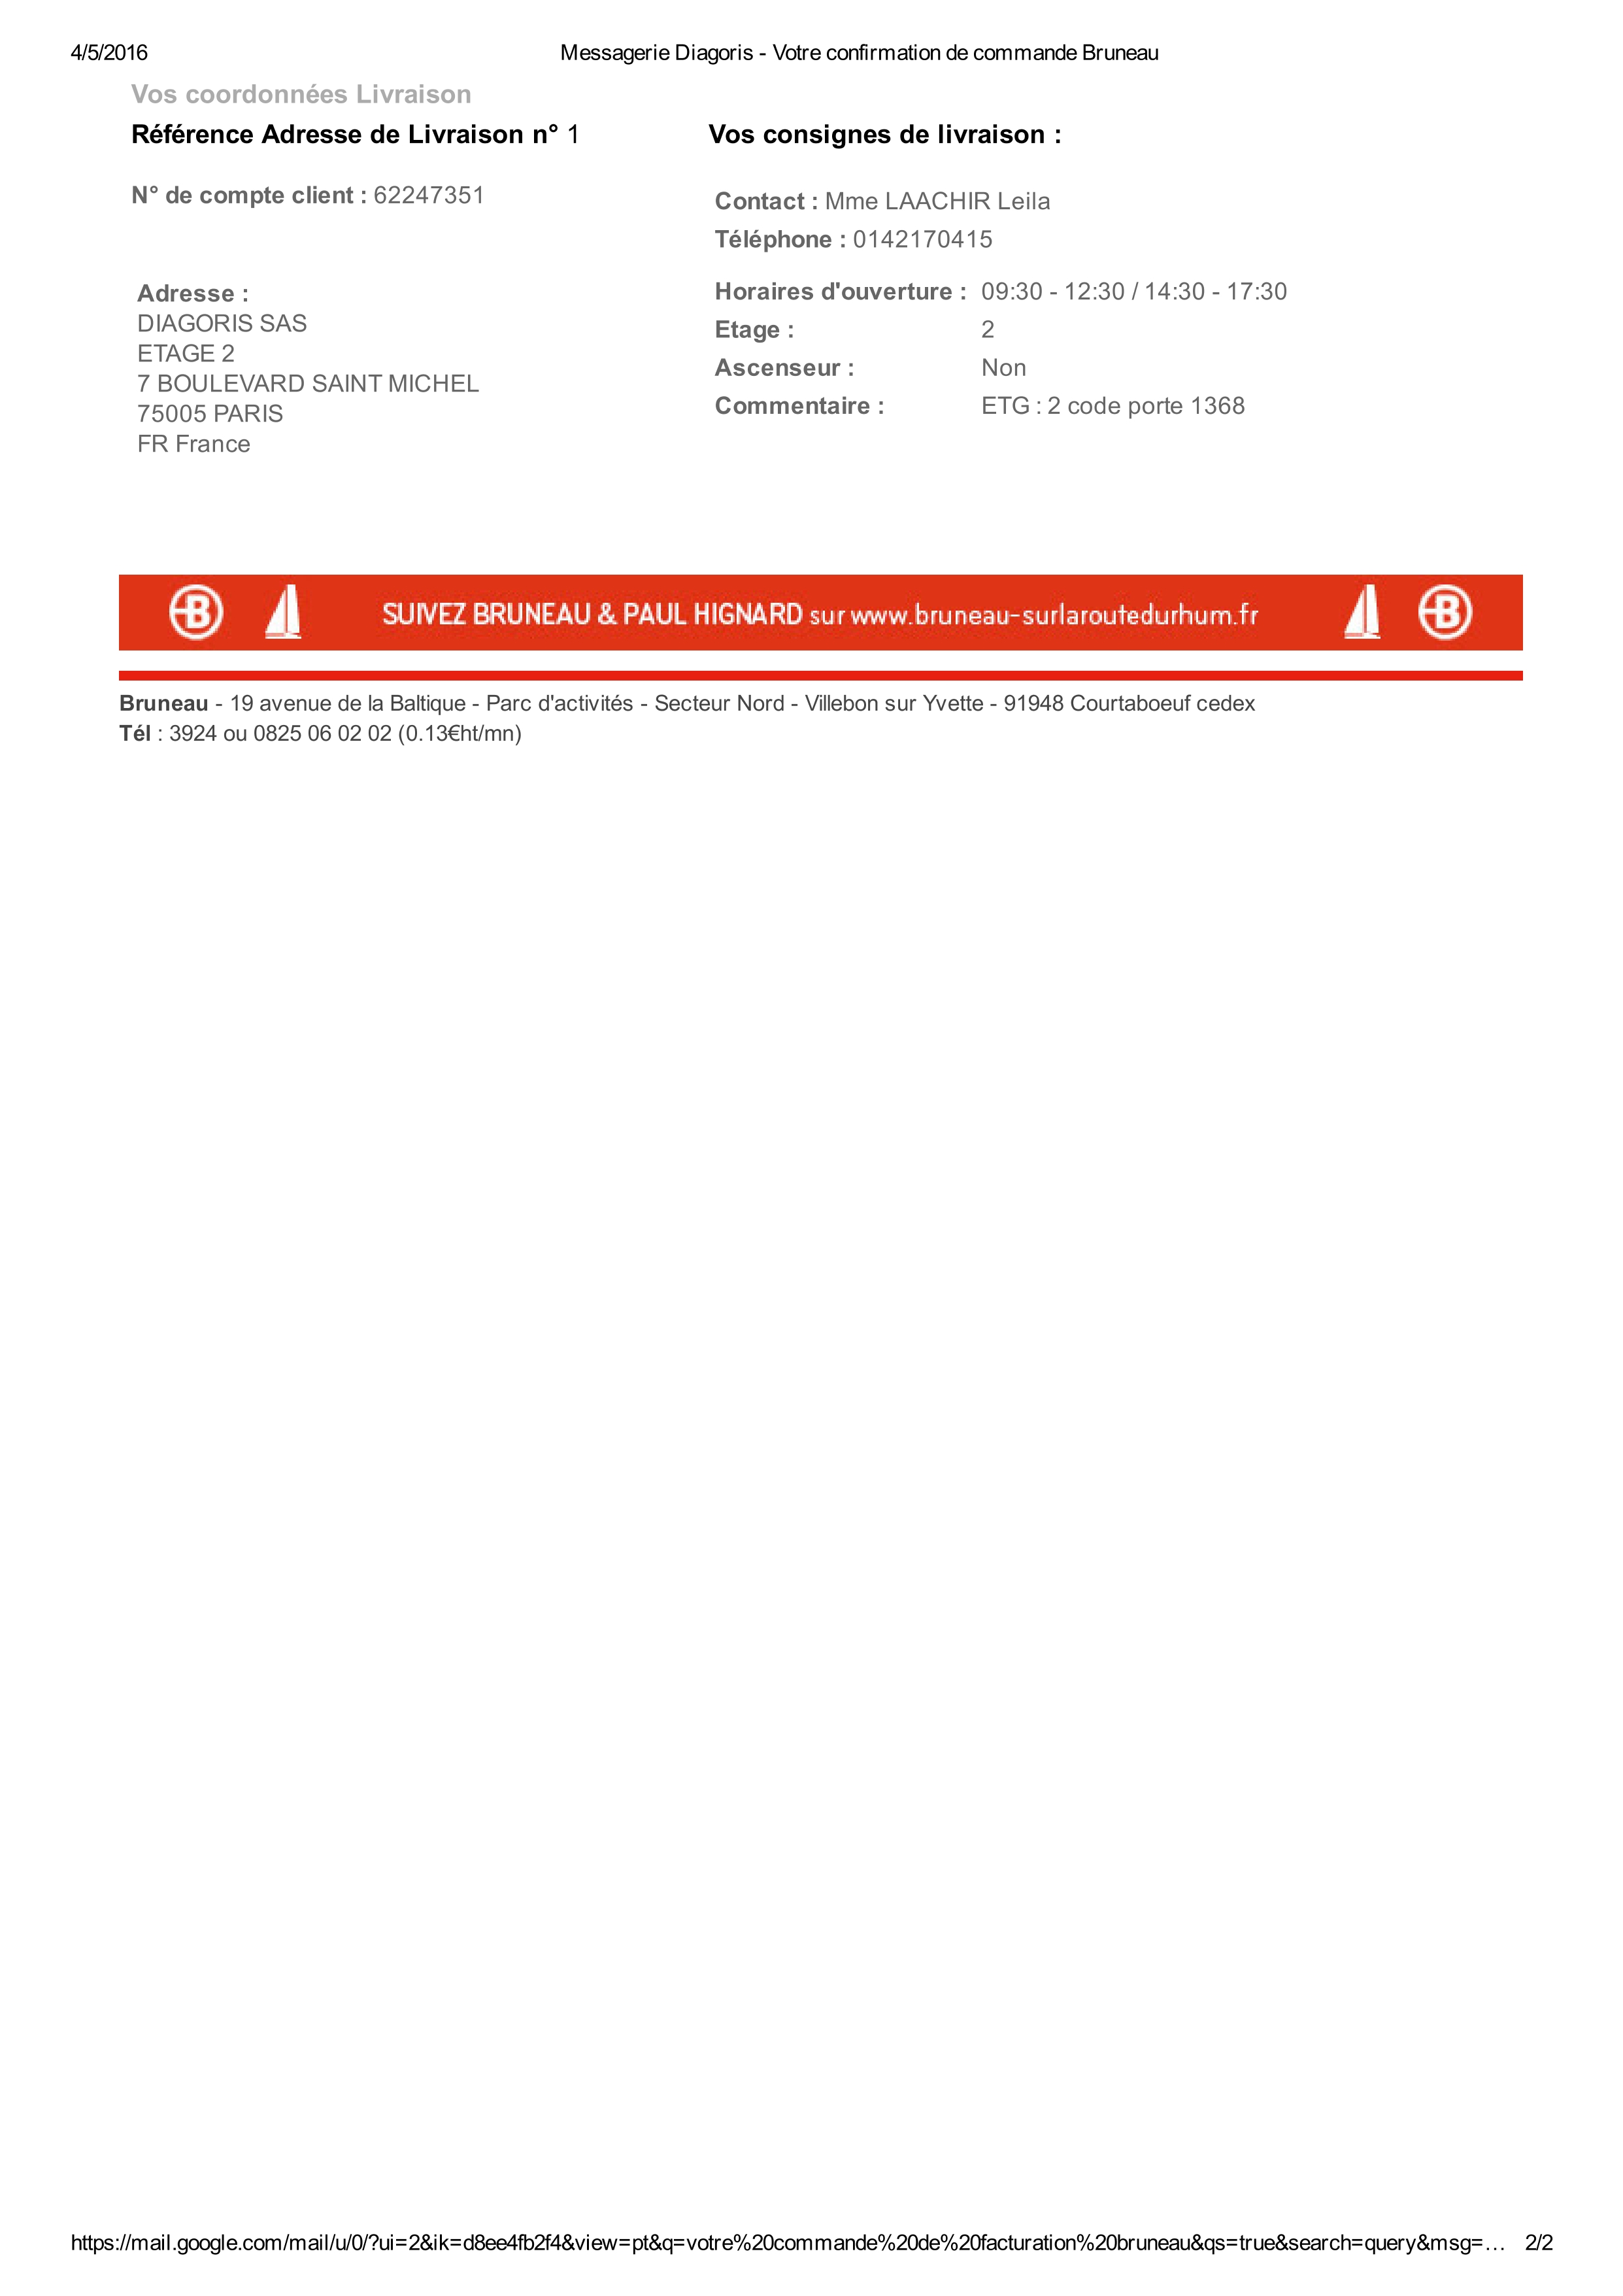 4/5/2016
Messagerie Diagoris - Votre confirmation de commande Bruneau
Vos coordonnées Livraison
Référence Adresse de Livraison n° 1
N° de compte client : 62247351
Adresse :
DIAGORIS SAS
ETAGE 2
7 BOULEVARD SAINT MICHEL
75005 PARIS
FR France
Vos consignes de livraison :
Contact : Mme LAACHIR Leila
Téléphone : 0142170415
Horaires d'ouverture : 09:30 - 12:30 / 14:30 - 17:30
Etage : 2
Ascenseur : Non
Commentaire : ETG : 2 code porte 1368
B SUIVEZ BRUNEAU & PAUL HIGNARD sur www.bruneau-surlaroutedurhum.fr B
Bruneau - 19 avenue de la Baltique - Parc d'activités - Secteur Nord - Villebon sur Yvette - 91948 Courtaboeuf cedex
Tél : 3924 ou 0825 06 02 02 (0.13€ht/mn)
https://mail.google.com/mail/u/0/?ui=2&ik=d8ee4fb2f4&view=pt&q=votre%20commande%20de%20facturation%20bruneau&qs=true&search=query&msg=… 2/2